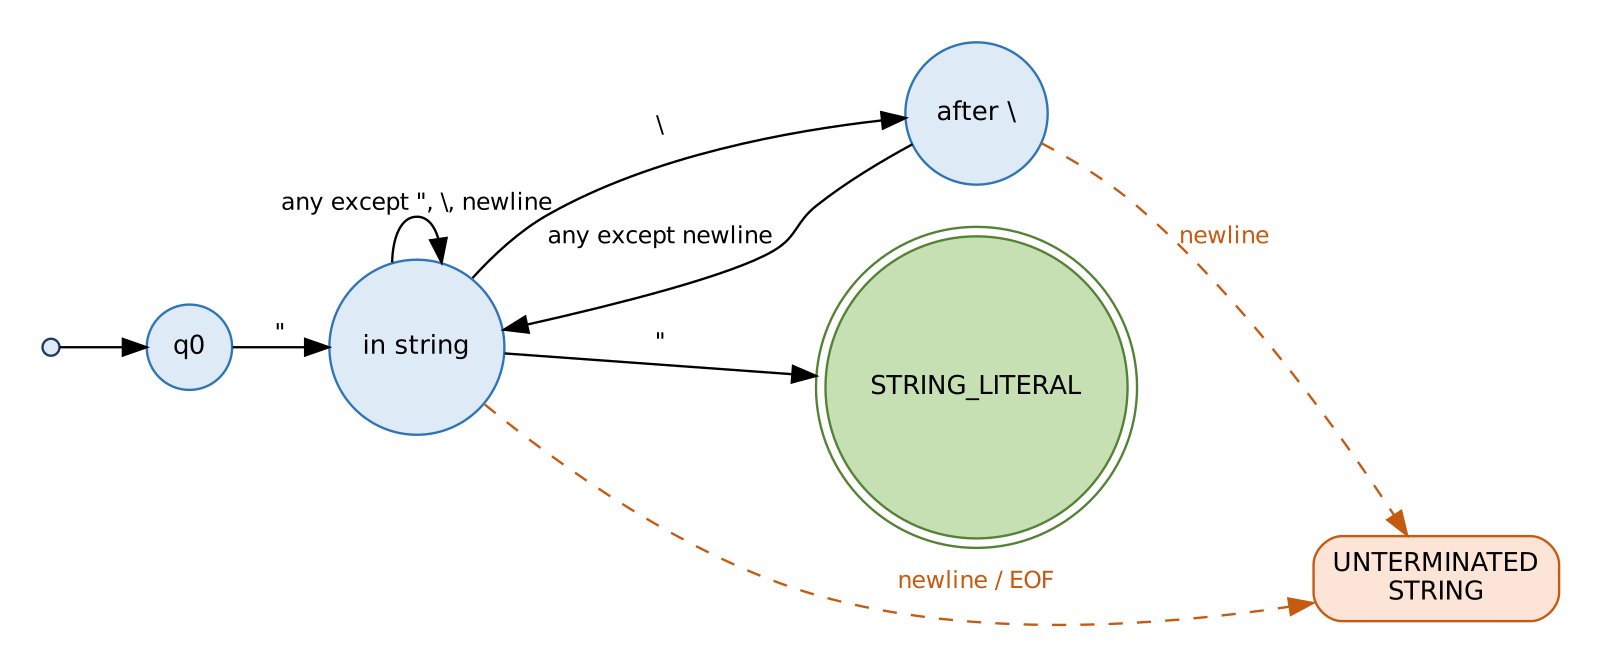 after \
\
any except ", \, newline
any except newline
newline
"
q0
in string
"
STRING_LITERAL
UNTERMINATED
STRING
newline / EOF